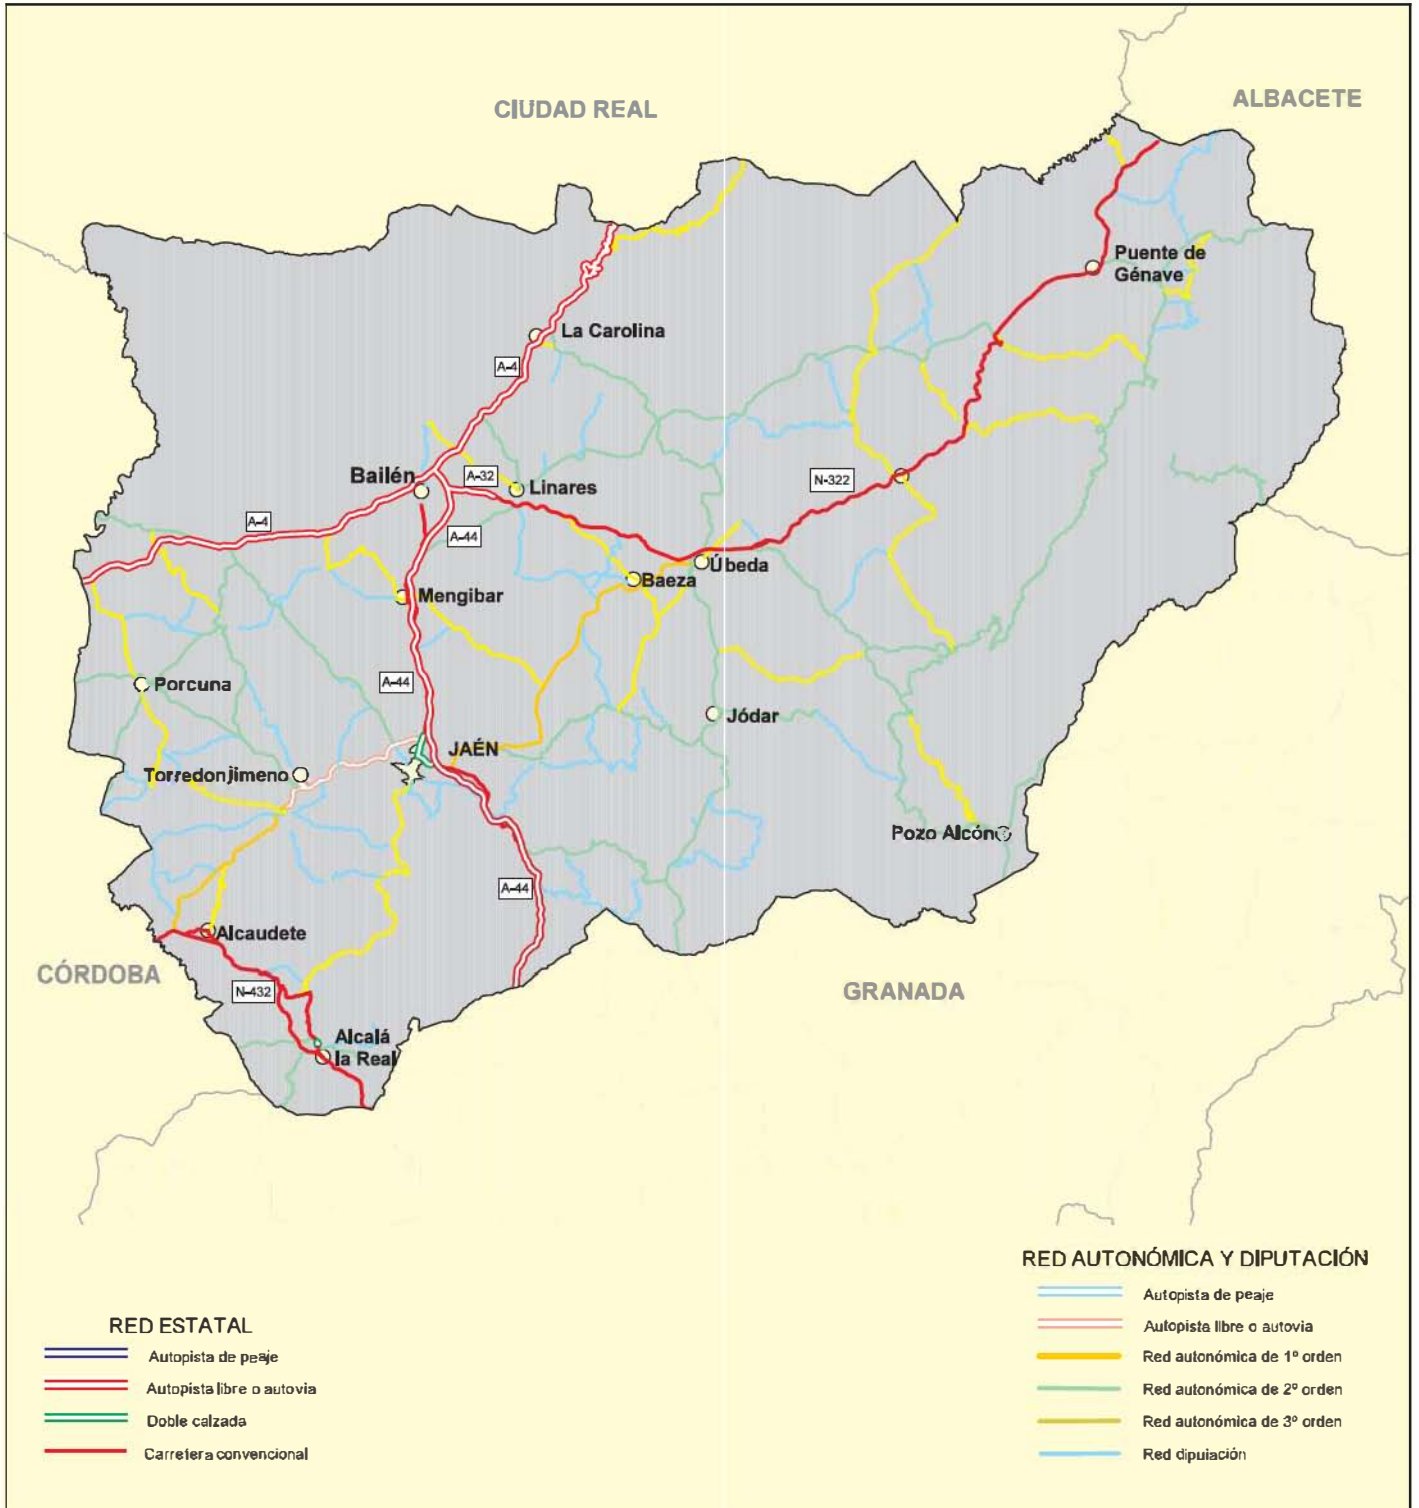 CIUDAD REAL
ALBACETE
Puente de
Génave
La Carolina
A-4
Bailén
A-32
Linares
N-322
A-4
A-44
Úbeda
Baeza
Mengibar
A-44
Porcuna
Jódar
JAÉN
Torredonjimeno
Pozo Alcón
A-44
Alcaudete
CÓRDOBA
N-432
GRANADA
Alcalá
la Real
RED AUTONÓMICA Y DIPUTACIÓN
Autopista de peaje
Autopista libre o autovia
Red autonómica de 1º orden
Red autonómica de 2º orden
Red autonómica de 3º orden
Red diputación
RED ESTATAL
Autopista de peaje
Autopista libre o autovia
Doble calzada
Carretera convencional